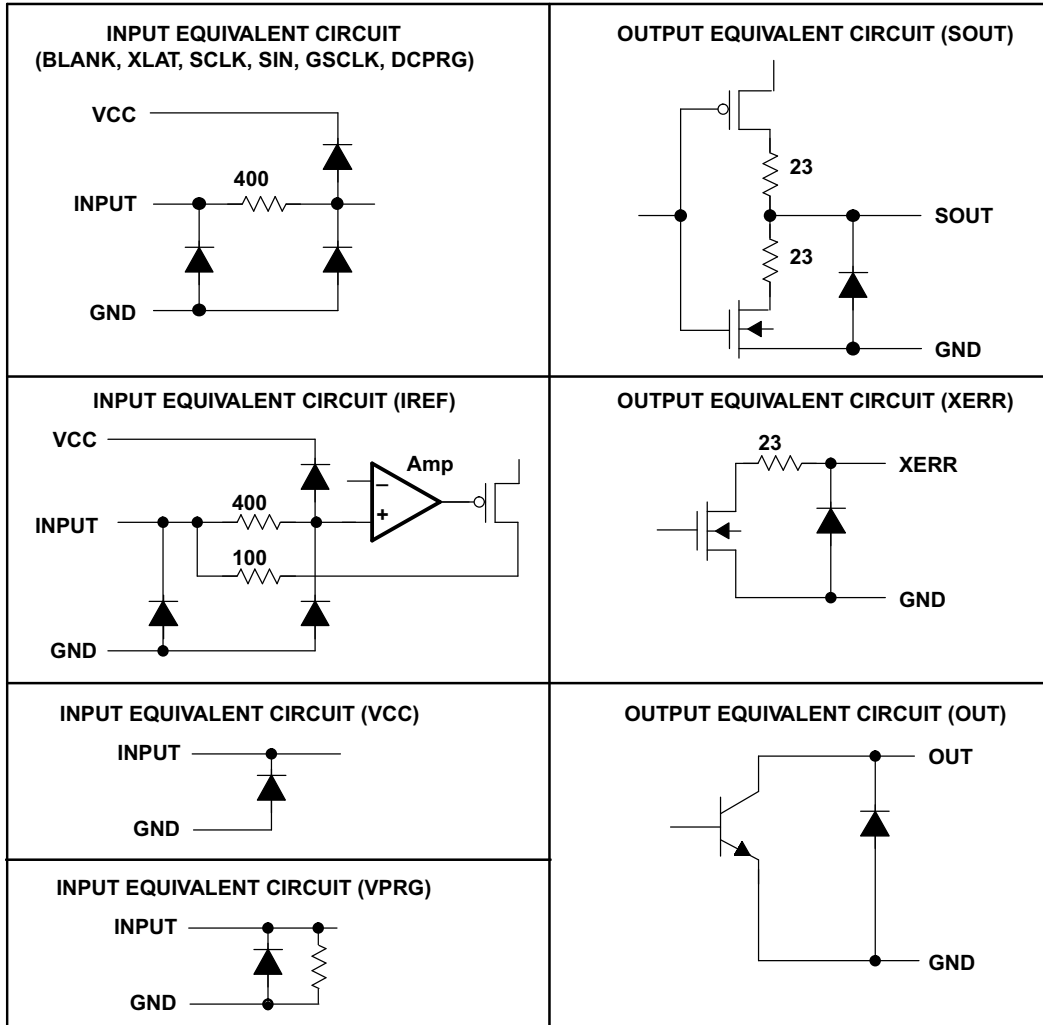 INPUT EQUIVALENT CIRCUIT
(BLANK, XLAT, SCLK, SIN, GSCLK, DCPRG)
VCC
400
INPUT
GND
OUTPUT EQUIVALENT CIRCUIT (SOUT)
23
SOUT
23
GND
INPUT EQUIVALENT CIRCUIT (IREF)
VCC
Amp
400
INPUT
100
GND
OUTPUT EQUIVALENT CIRCUIT (XERR)
23
XERR
GND
INPUT EQUIVALENT CIRCUIT (VCC)
INPUT
GND
OUTPUT EQUIVALENT CIRCUIT (OUT)
OUT
GND
INPUT EQUIVALENT CIRCUIT (VPRG)
INPUT
GND